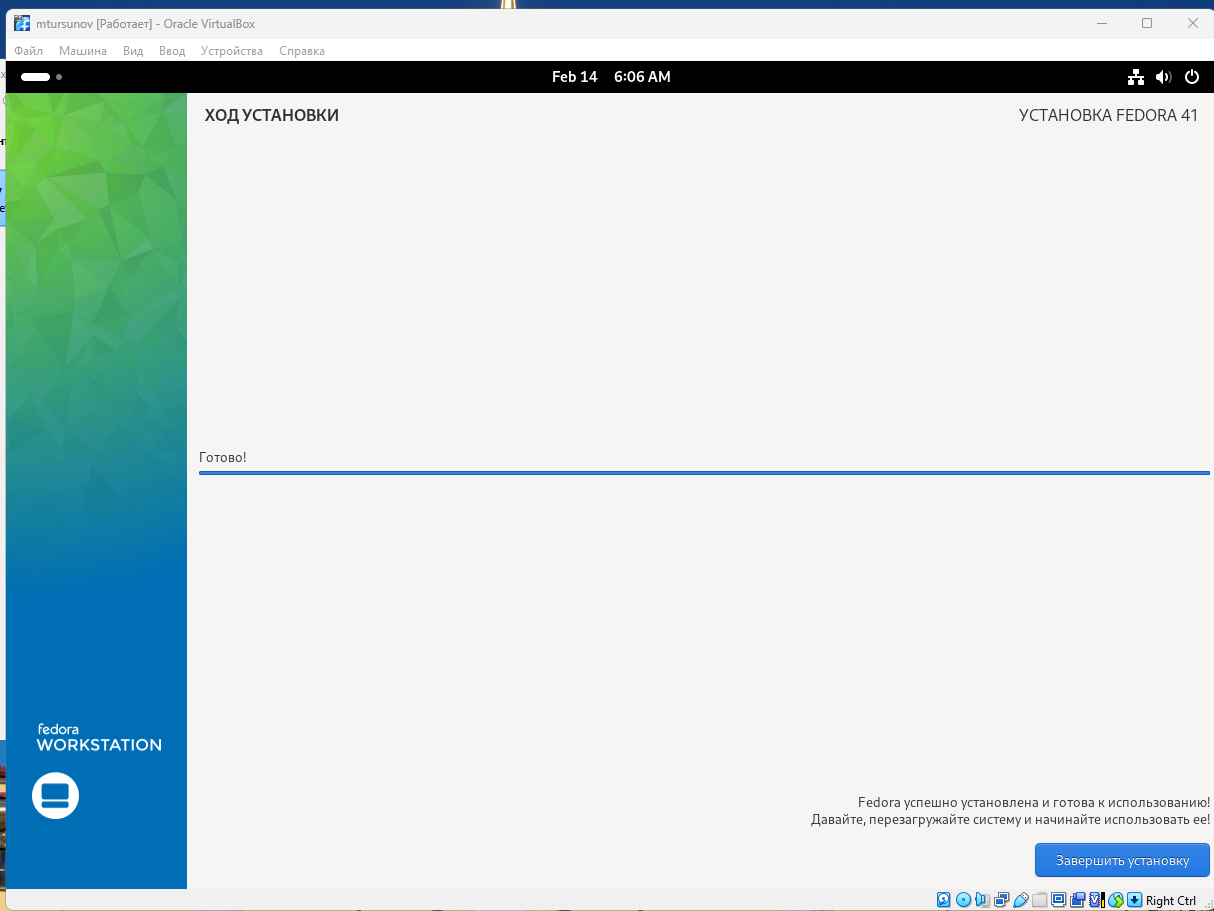 mtursunov [Работает] - Oracle VirtualBox
Файл Машина Вид Ввод Устройства Справка
Feb 14 6:06 AM
ХОД УСТАНОВКИ
УСТАНОВКА FEDORA 41
Готово!
fedora
WORKSTATION
Fedora успешно установлена и готова к использованию!
Давайте, перезагружайте систему и начинайте использовать ее!
Завершить установку
Right Ctrl